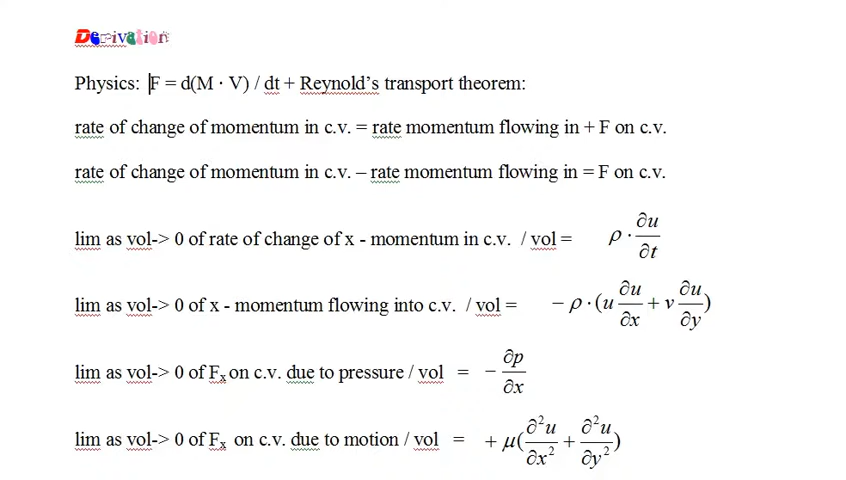 Derivation
Physics: F = d(M · V) / dt + Reynold's transport theorem:
rate of change of momentum in c.v. = rate momentum flowing in + F on c.v.
rate of change of momentum in c.v. – rate momentum flowing in = F on c.v.
lim as vol-> 0 of rate of change of x - momentum in c.v. / vol = ρ · ∂u/∂t
lim as vol-> 0 of x - momentum flowing into c.v. / vol = − ρ · (u ∂u/∂x + v ∂u/∂y)
lim as vol-> 0 of Fₓ on c.v. due to pressure / vol = − ∂p/∂x
lim as vol-> 0 of Fₓ on c.v. due to motion / vol = + μ(∂²u/∂x² + ∂²u/∂y²)